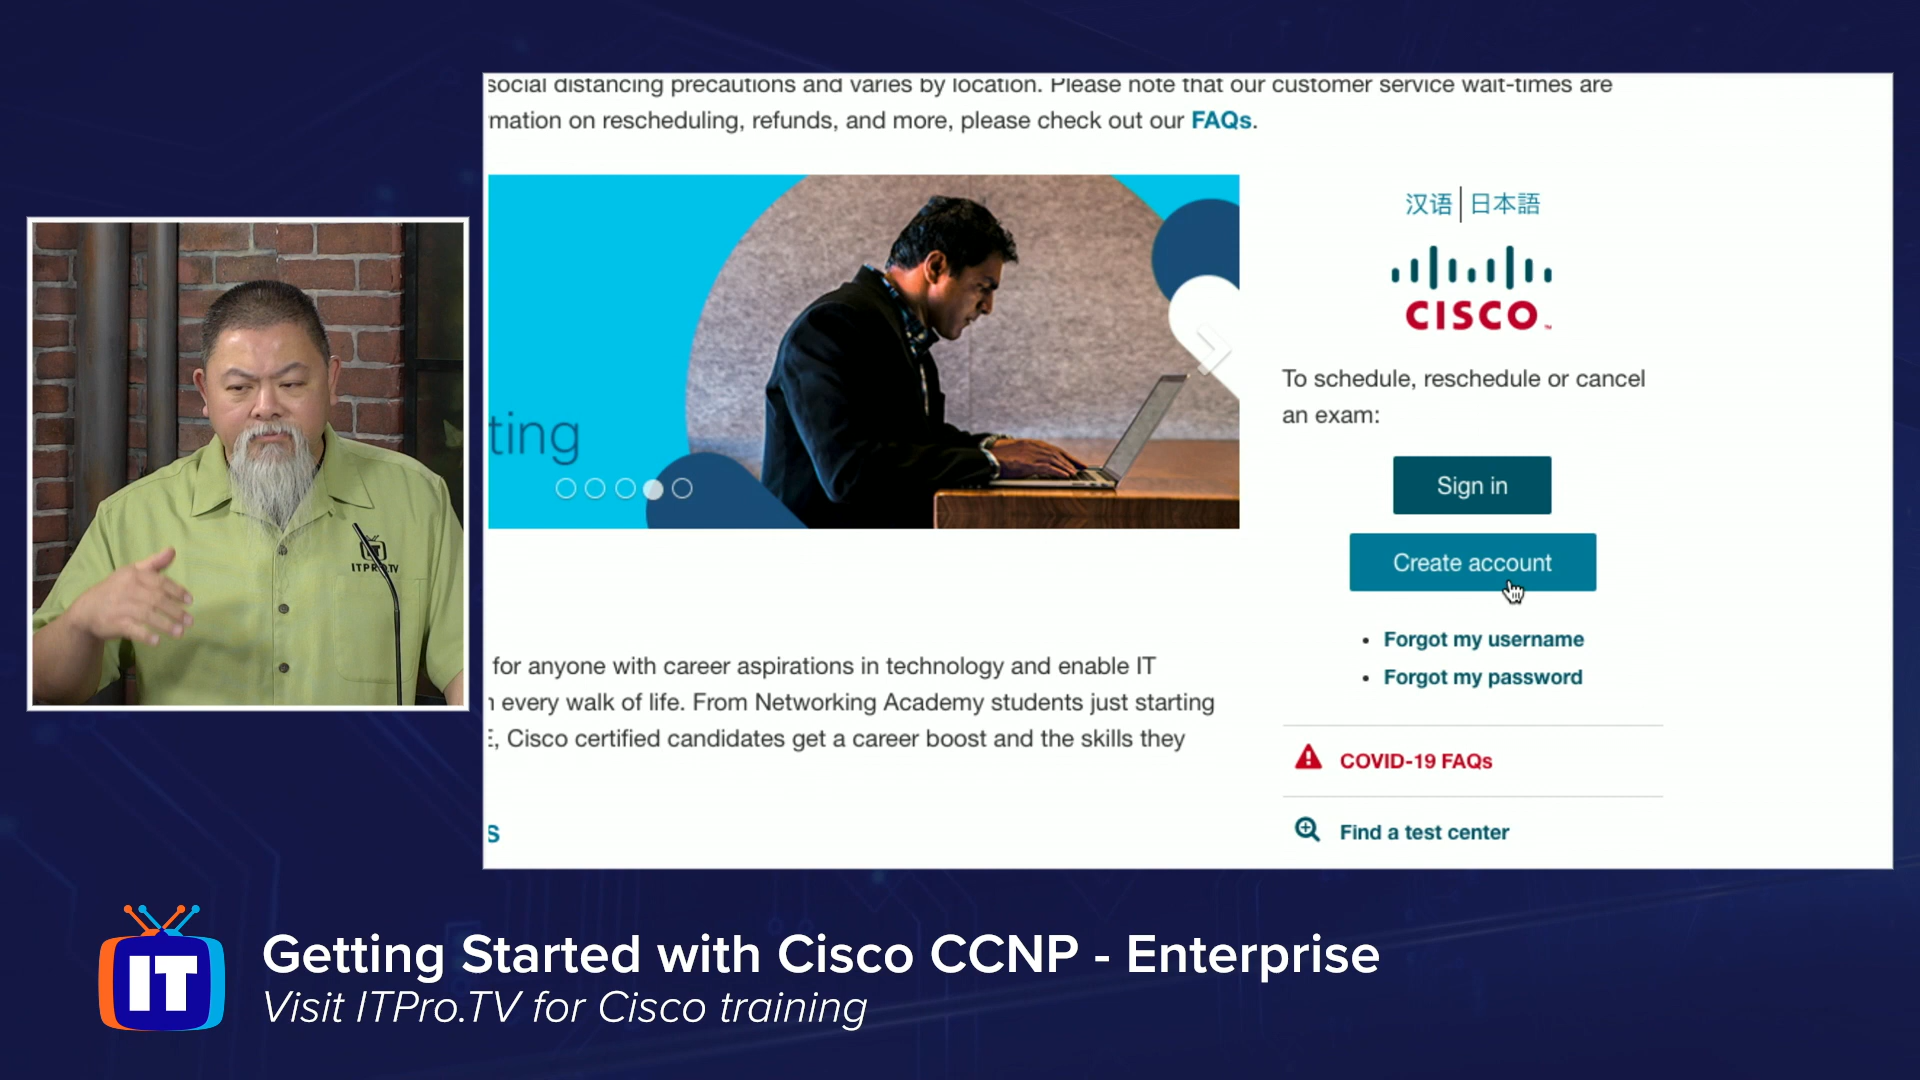 social distancing precautions and varies by location. Please note that our customer service wait-times are
mation on rescheduling, refunds, and more, please check out our FAQs.
ting
for anyone with career aspirations in technology and enable IT
every walk of life. From Networking Academy students just starting
E, Cisco certified candidates get a career boost and the skills they
s
汉语 | 日本語
CISCO
To schedule, reschedule or cancel
an exam:
Sign in
Create account
• Forgot my username
• Forgot my password
COVID-19 FAQs
Find a test center
IT
ITPRO.TV
IT
Getting Started with Cisco CCNP - Enterprise
Visit ITPro.TV for Cisco training